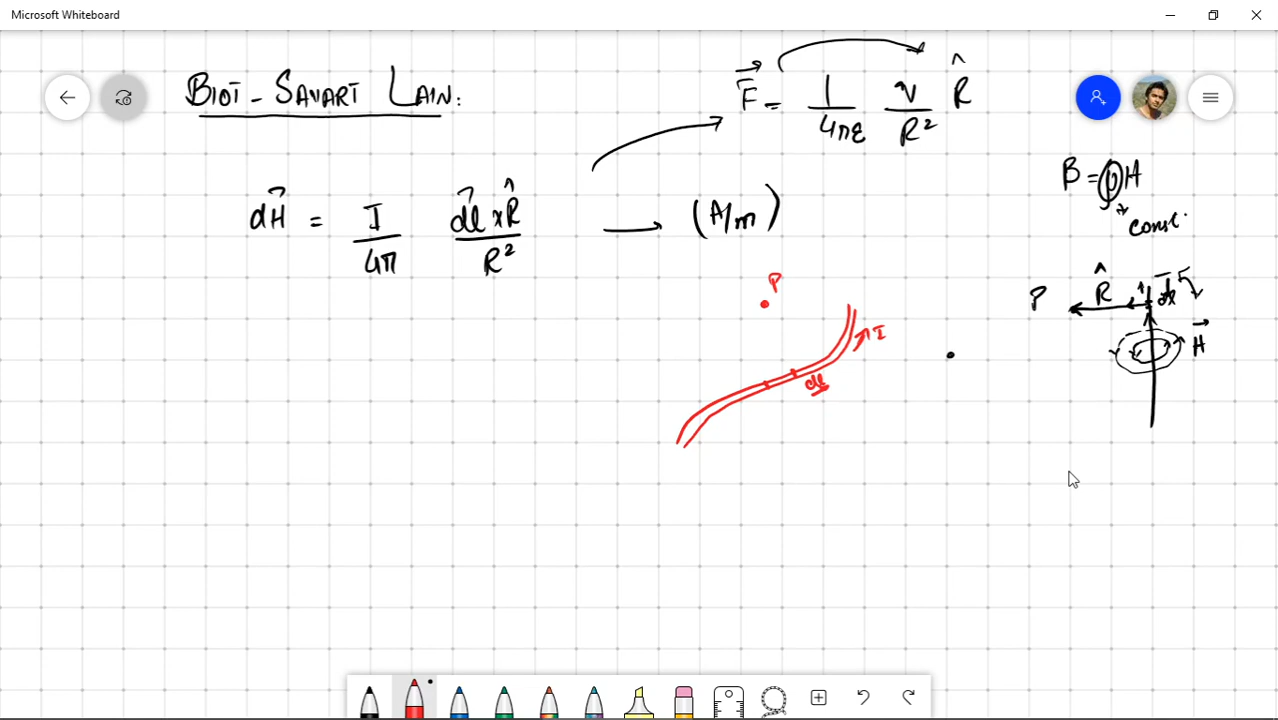 Microsoft Whiteboard
BIOT - SAVART LAW:
F⃗ = 1/4πε q/R² R̂
dH⃗ = I/4π dl⃗ x R̂/R² → (A/m)
B = μH
const.
P
I
dl
P R̂ dl⃗
H⃗